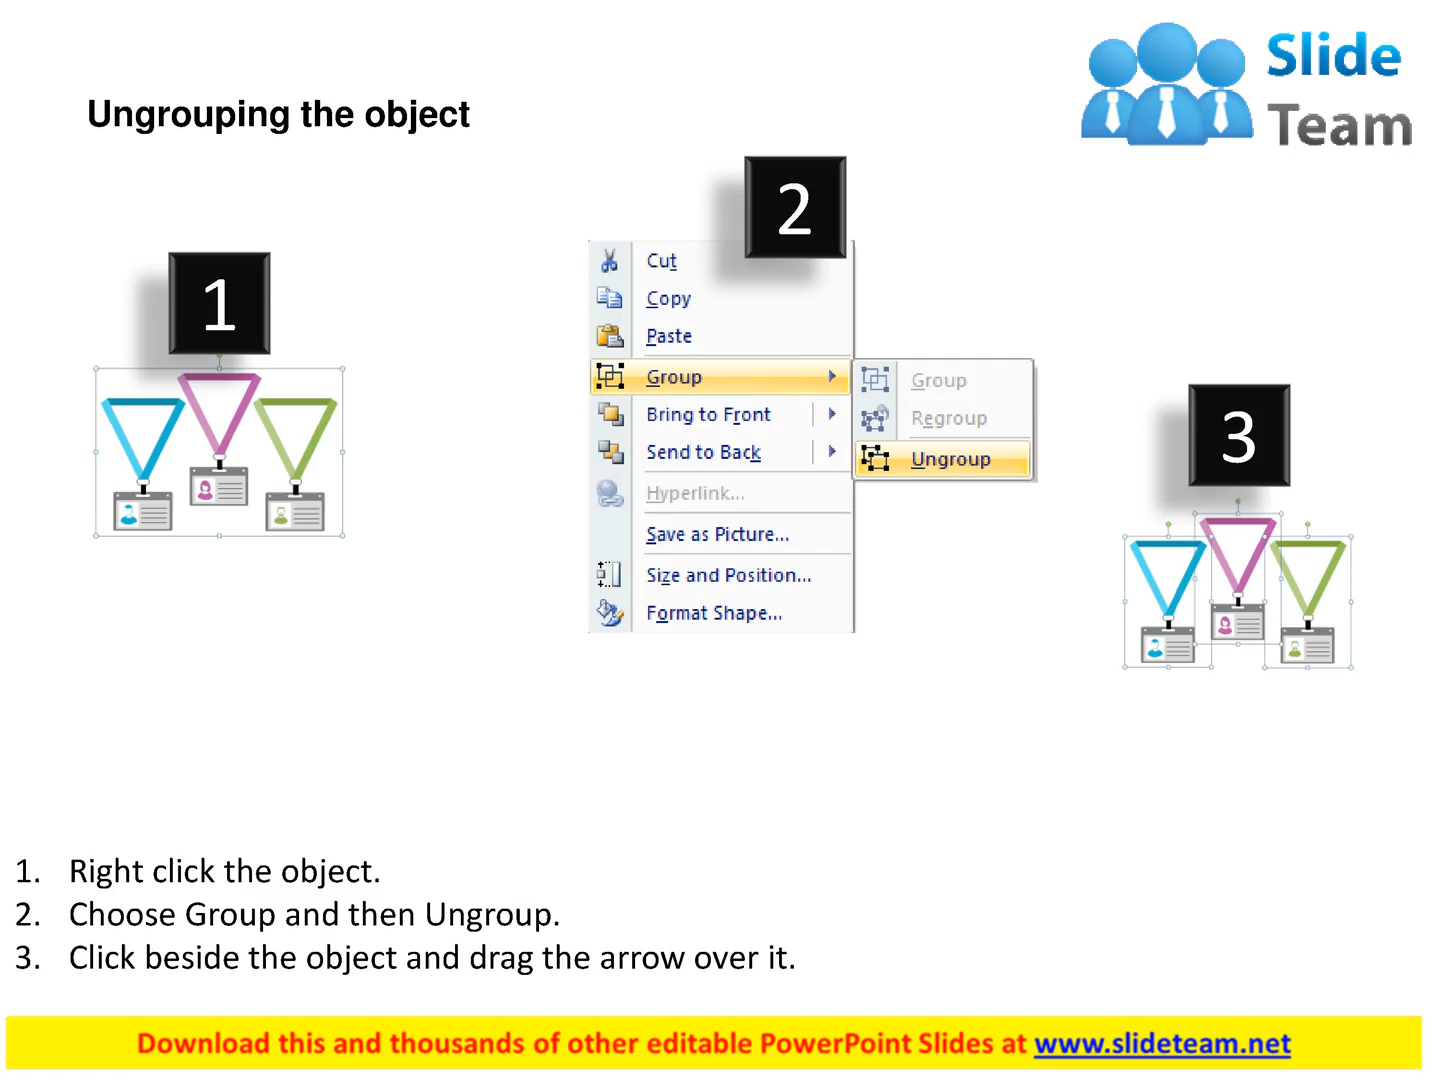 Slide
Team
Ungrouping the object
1
2
3
Cut
Copy
Paste
Group
Bring to Front
Send to Back
Hyperlink...
Save as Picture...
Size and Position...
Format Shape...
Group
Regroup
Ungroup
1. Right click the object.
2. Choose Group and then Ungroup.
3. Click beside the object and drag the arrow over it.
Download this and thousands of other editable PowerPoint Slides at www.slideteam.net